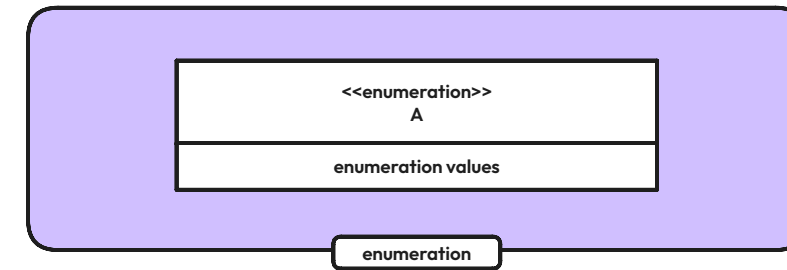 <<enumeration>>
A
enumeration values
enumeration